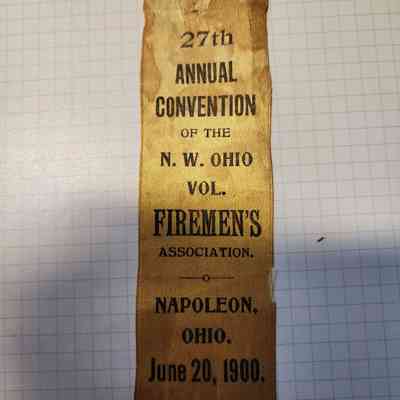 27th
ANNUAL
CONVENTION
OF THE
N. W. OHIO
VOL.
FIREMEN'S
ASSOCIATION.
NAPOLEON,
OHIO.
June 20, 1900.